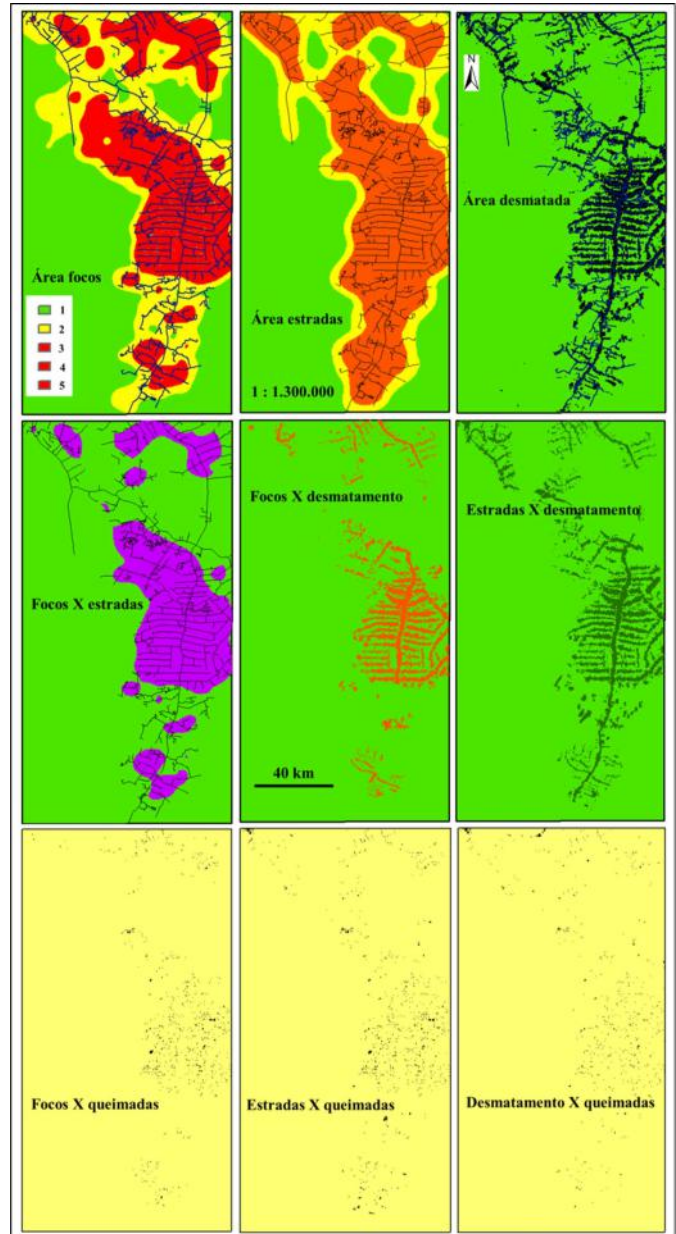 N
Área desmatada
Área focos
1
2
3
4
5
Área estradas
1 : 1.300.000
Focos X desmatamento
Estradas X desmatamento
Focos X estradas
40 km
Focos X queimadas
Estradas X queimadas
Desmatamento X queimadas